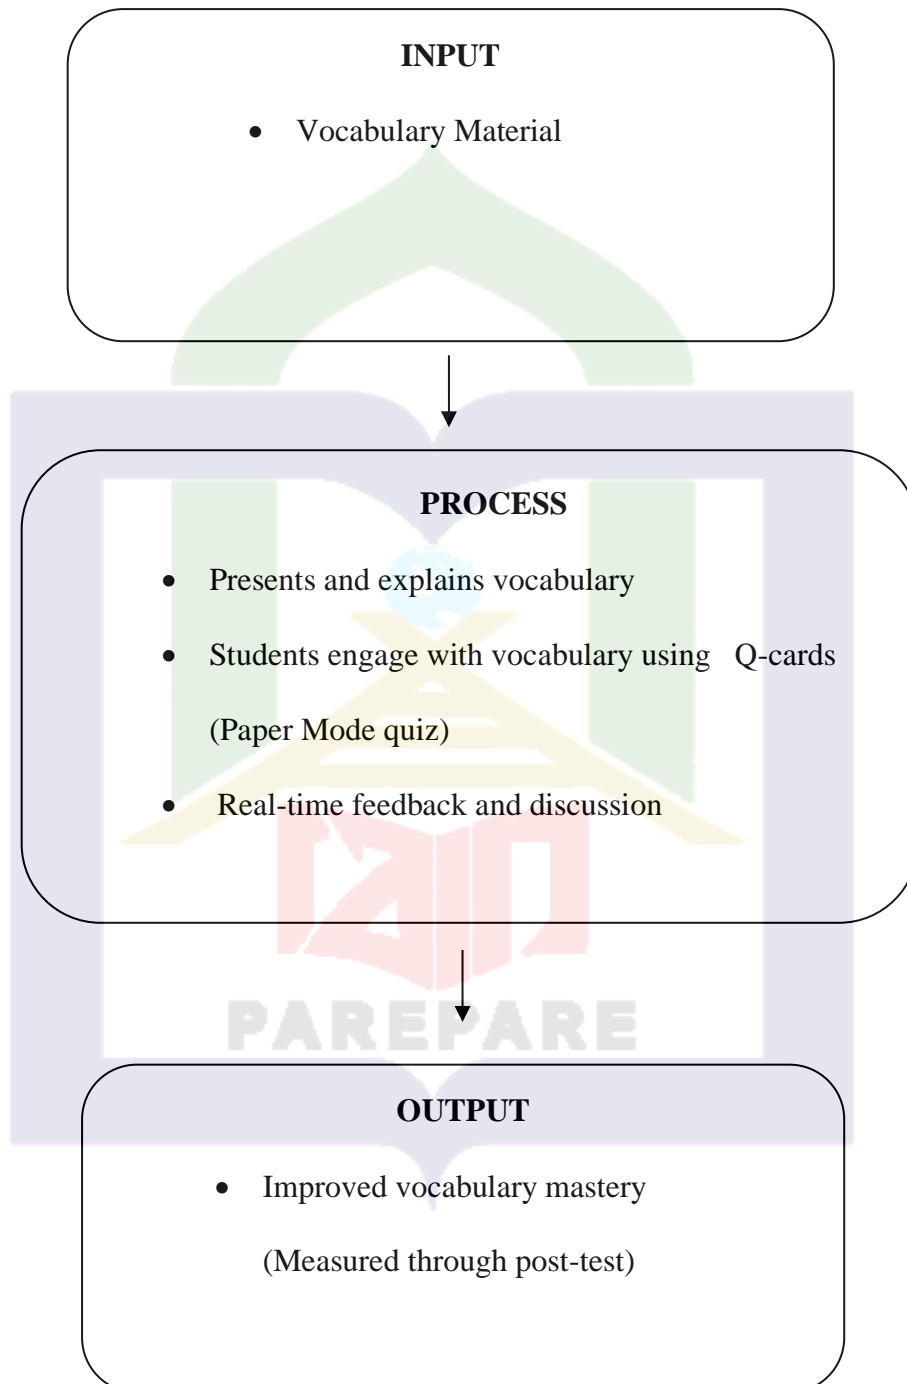 INPUT
• Vocabulary Material
PROCESS
• Presents and explains vocabulary
• Students engage with vocabulary using Q-cards
(Paper Mode quiz)
• Real-time feedback and discussion
PAREPARE
OUTPUT
• Improved vocabulary mastery
(Measured through post-test)